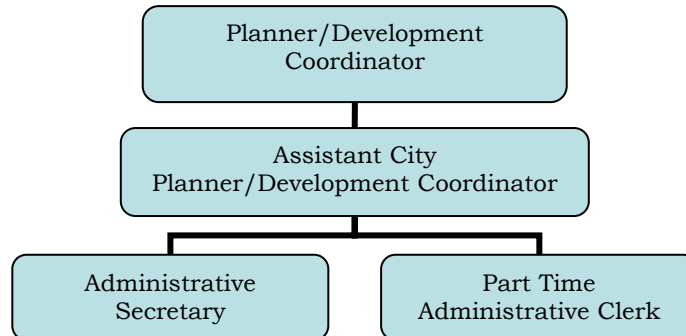 Planner/Development
Coordinator
Assistant City
Planner/Development Coordinator
Administrative
Secretary
Part Time
Administrative Clerk